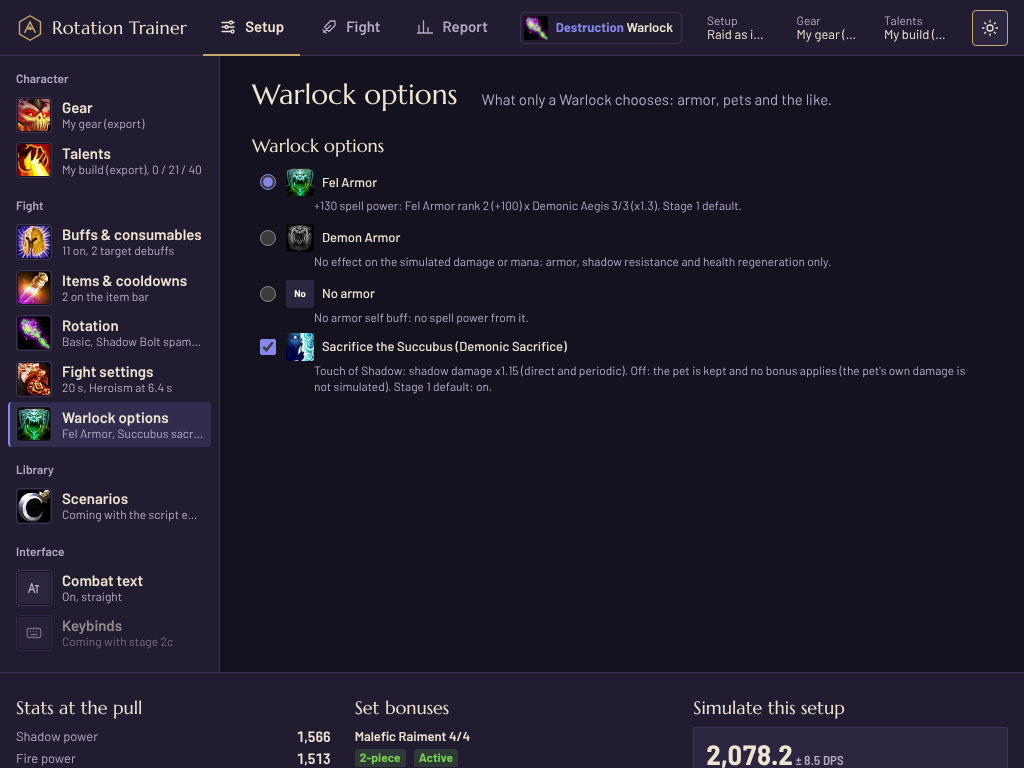 Rotation Trainer
Setup
Fight
Report
Destruction Warlock
Setup
Raid as i...
Gear
My gear (...
Talents
My build (...
Character
Gear
My gear (export)
Talents
My build (export), 0 / 21 / 40
Fight
Buffs & consumables
11 on, 2 target debuffs
Items & cooldowns
2 on the item bar
Rotation
Basic, Shadow Bolt spam...
Fight settings
20 s, Heroism at 6.4 s
Warlock options
Fel Armor, Succubus sacr...
Library
Scenarios
Coming with the script e...
Interface
AT
Combat text
On, straight
Keybinds
Coming with stage 2c
Warlock options
What only a Warlock chooses: armor, pets and the like.
Warlock options
Fel Armor
+130 spell power: Fel Armor rank 2 (+100) x Demonic Aegis 3/3 (x1.3). Stage 1 default.
Demon Armor
No effect on the simulated damage or mana: armor, shadow resistance and health regeneration only.
No
No armor
No armor self buff: no spell power from it.
Sacrifice the Succubus (Demonic Sacrifice)
Touch of Shadow: shadow damage x1.15 (direct and periodic). Off: the pet is kept and no bonus applies (the pet's own damage is
not simulated). Stage 1 default: on.
Stats at the pull
Shadow power 1,566
Fire power 1,513
Set bonuses
Malefic Raiment 4/4
2-piece Active
Simulate this setup
2,078.2 ± 8.5 DPS